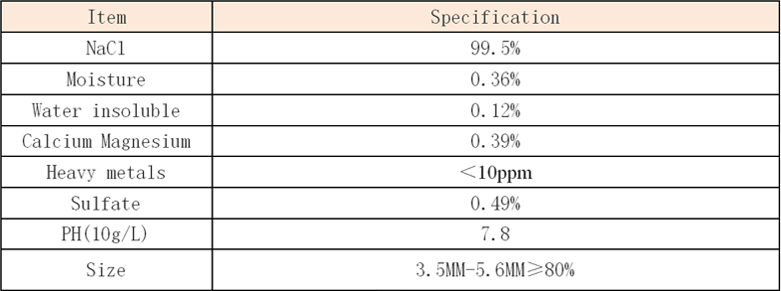 Item Specification
NaCl 99.5%
Moisture 0.36%
Water insoluble 0.12%
Calcium Magnesium 0.39%
Heavy metals <10ppm
Sulfate 0.49%
PH(10g/L) 7.8
Size 3.5MM-5.6MM≥80%